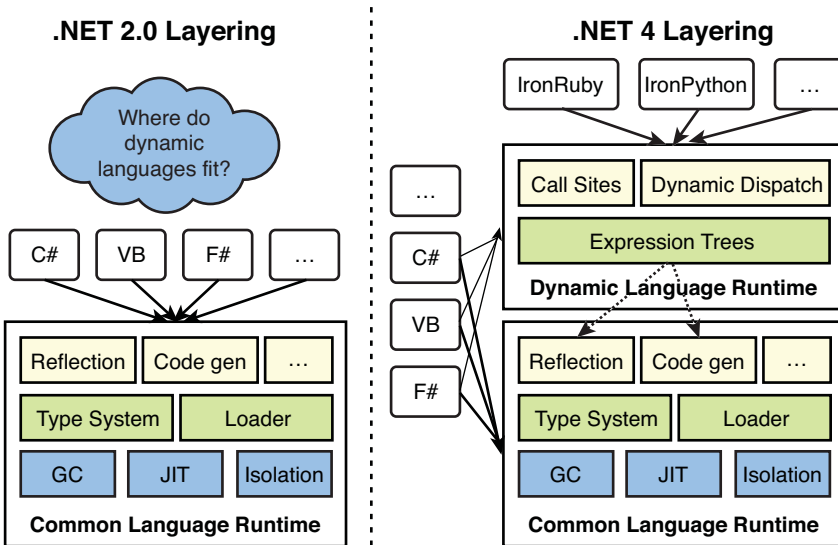 .NET 2.0 Layering
Where do
dynamic
languages fit?
C# VB F# …
Reflection Code gen …
Type System Loader
GC JIT Isolation
Common Language Runtime
.NET 4 Layering
IronRuby IronPython …
Call Sites Dynamic Dispatch
Expression Trees
Dynamic Language Runtime
…
C#
VB
F#
Reflection Code gen …
Type System Loader
GC JIT Isolation
Common Language Runtime